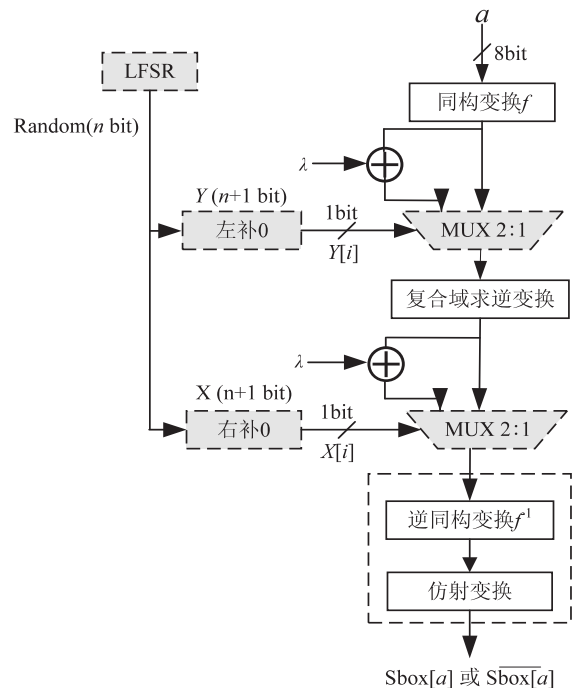 a
8bit
LFSR
同构变换f
Random(n bit)
λ
Y (n+1 bit)
1bit
左补0
MUX 2:1
Y[i]
复合域求逆变换
λ
X (n+1 bit)
1bit
右补0
MUX 2:1
X[i]
逆同构变换f⁻¹
仿射变换
Sbox[a] 或 S̅b̅o̅x̅[̅a̅]̅